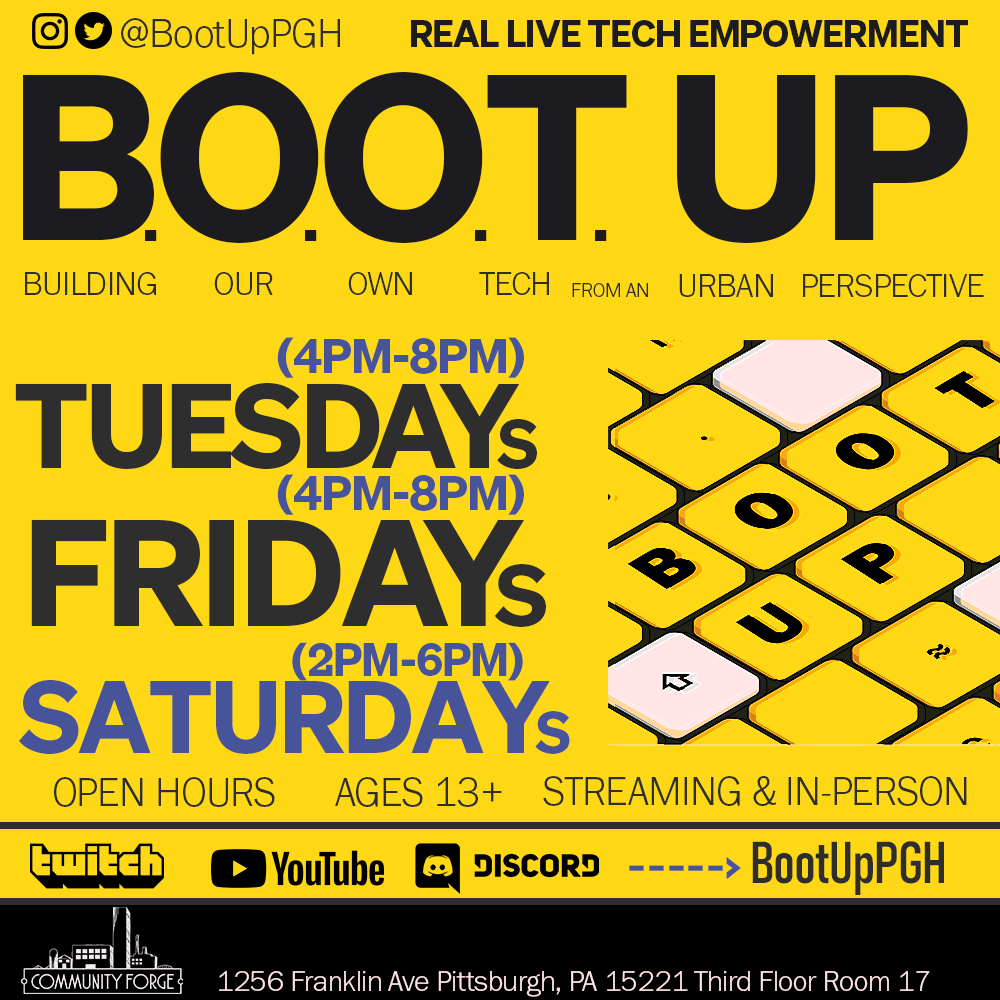 @BootUpPGH
REAL LIVE TECH EMPOWERMENT
B.O.O.T. UP
BUILDING OUR OWN TECH FROM AN URBAN PERSPECTIVE
(4PM-8PM)
TUESDAYS
(4PM-8PM)
FRIDAYS
(2PM-6PM)
SATURDAYS
BOOT
UP
OPEN HOURS AGES 13+ STREAMING & IN-PERSON
twitch YouTube DISCORD BootUpPGH
COMMUNITY FORGE
1256 Franklin Ave Pittsburgh, PA 15221 Third Floor Room 17